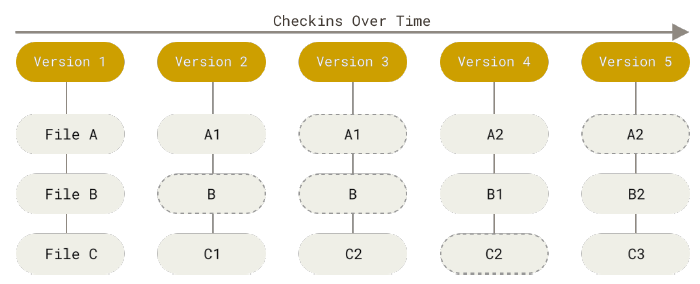 Checkins Over Time
Version 1 Version 2 Version 3 Version 4 Version 5
File A A1 A1 A2 A2
File B B B B1 B2
File C C1 C2 C2 C3